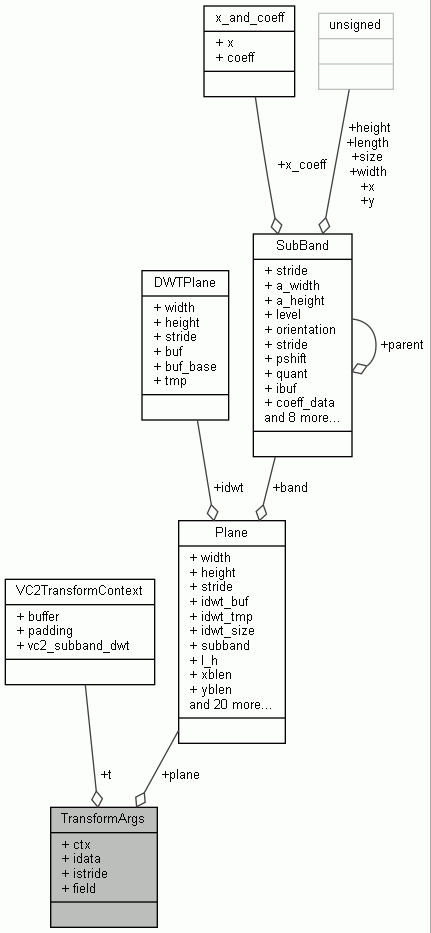 x_and_coeff
+ x
+ coeff
unsigned
+x_coeff
+height
+length
+size
+width
+x
+y
SubBand
+ stride
+ a_width
+ a_height
+ level
+ orientation
+ stride
+ pshift
+ quant
+ ibuf
+ coeff_data
and 8 more...
+parent
DWTPlane
+ width
+ height
+ stride
+ buf
+ buf_base
+ tmp
+idwt
+band
Plane
+ width
+ height
+ stride
+ idwt_buf
+ idwt_tmp
+ idwt_size
+ subband
+ l_h
+ xblen
+ yblen
and 20 more...
VC2TransformContext
+ buffer
+ padding
+ vc2_subband_dwt
+t
+plane
TransformArgs
+ ctx
+ idata
+ istride
+ field